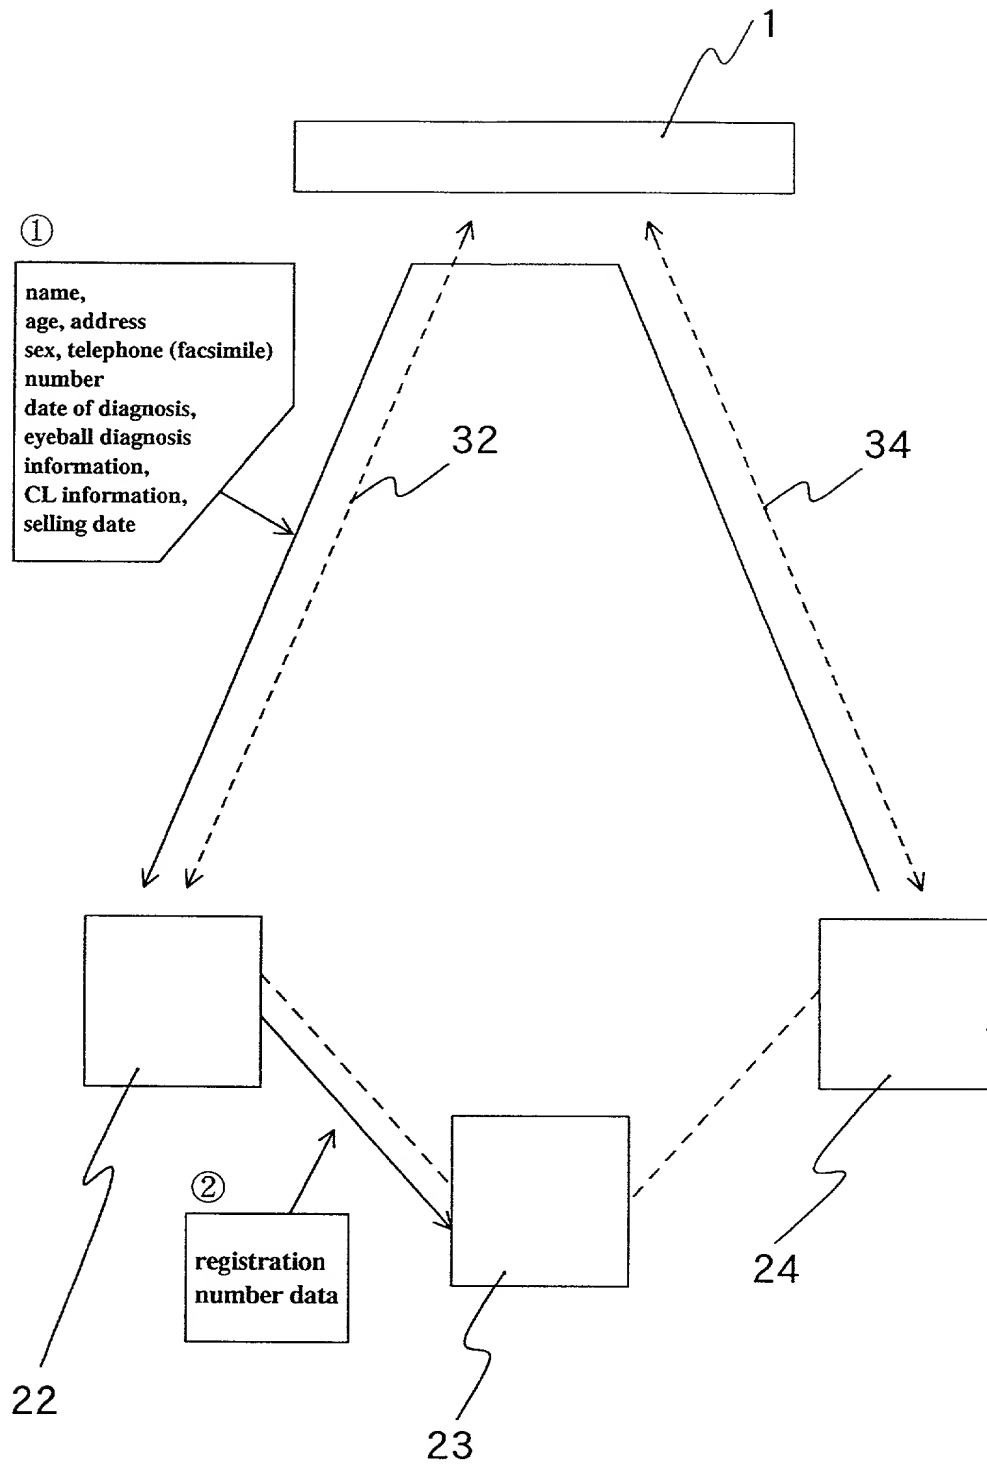 1
①
name,
age, address
sex, telephone (facsimile)
number
date of diagnosis,
eyeball diagnosis
information,
CL information,
selling date
32
34
②
registration
number data
22
23
24